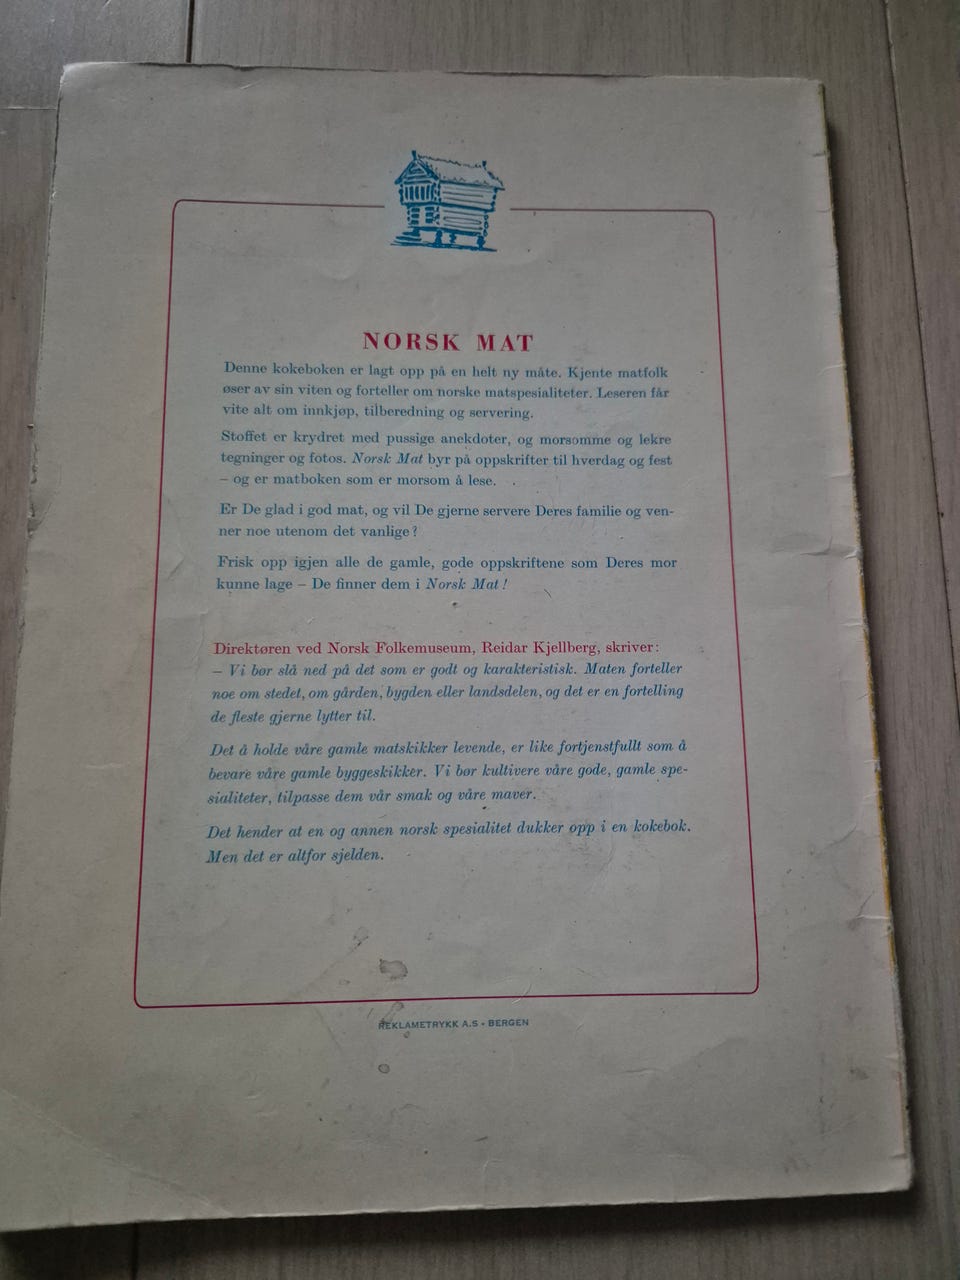 NORSK MAT
Denne kokeboken er lagt opp på en helt ny måte. Kjente matfolk
øser av sin viten og forteller om norske matspesialiteter. Leseren får
vite alt om innkjøp, tilberedning og servering.
Stoffet er krydret med pussige anekdoter, og morsomme og lekre
tegninger og fotos. Norsk Mat byr på oppskrifter til hverdag og fest
– og er matboken som er morsom å lese.
Er De glad i god mat, og vil De gjerne servere Deres familie og ven-
ner noe utenom det vanlige?
Frisk opp igjen alle de gamle, gode oppskriftene som Deres mor
kunne lage – De finner dem i Norsk Mat!
Direktøren ved Norsk Folkemuseum, Reidar Kjellberg, skriver:
– Vi bør slå ned på det som er godt og karakteristisk. Maten forteller
noe om stedet, om gården, bygden eller landsdelen, og det er en fortelling
de fleste gjerne lytter til.
Det å holde våre gamle matskikker levende, er like fortjenstfullt som å
bevare våre gamle byggeskikker. Vi bør kultivere våre gode, gamle spe-
sialiteter, tilpasse dem vår smak og våre maver.
Det hender at en og annen norsk spesialitet dukker opp i en kokebok.
Men det er altfor sjelden.
REKLAMETRYKK A.S - BERGEN